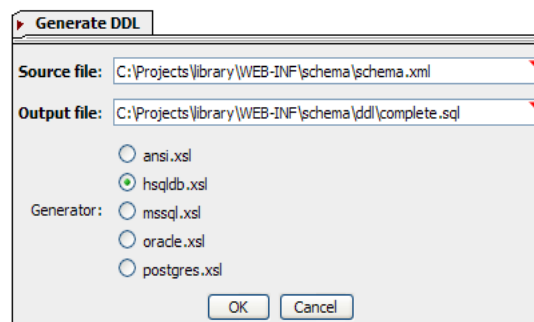 Generate DDL
Source file: C:\Projects\library\WEB-INF\schema\schema.xml
Output file: C:\Projects\library\WEB-INF\schema\ddl\complete.sql
ansi.xsl
hsqldb.xsl
Generator: mssql.xsl
oracle.xsl
postgres.xsl
OK Cancel